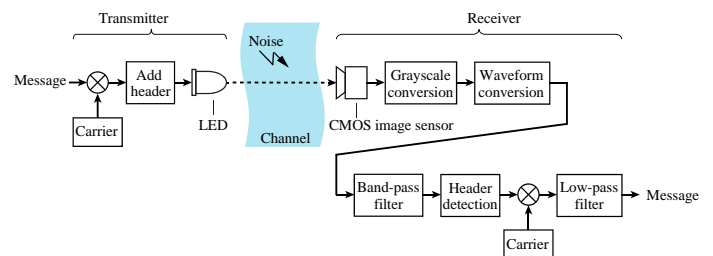 Transmitter
Receiver
Message
Add
header
Carrier
LED
Noise
Channel
CMOS image sensor
Grayscale
conversion
Waveform
conversion
Band-pass
filter
Header
detection
Carrier
Low-pass
filter
Message